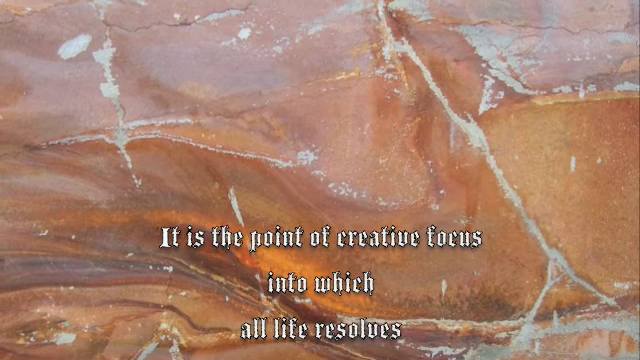 It is the point of creative focus
into which
all life resolves